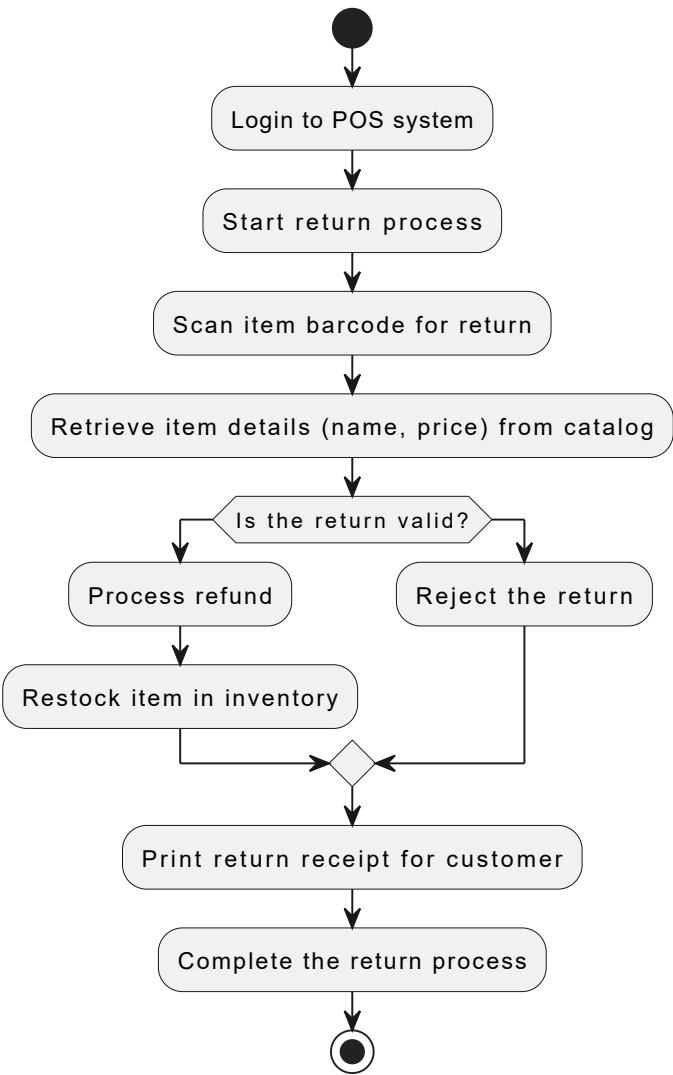 Login to POS system
Start return process
Scan item barcode for return
Retrieve item details (name, price) from catalog
Is the return valid?
Process refund
Reject the return
Restock item in inventory
Print return receipt for customer
Complete the return process